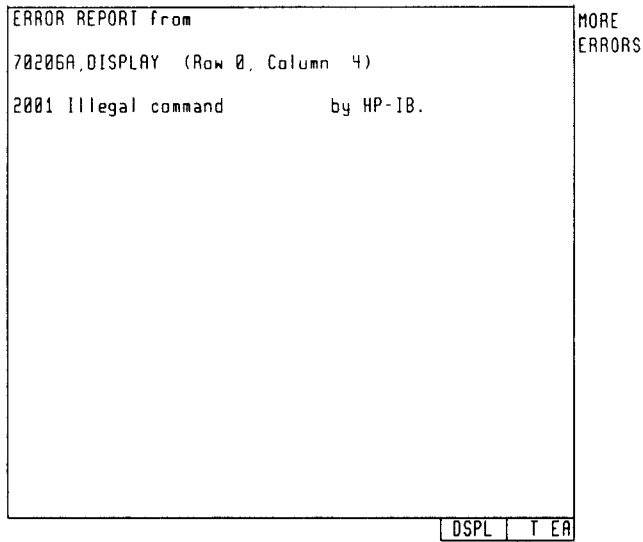 ERROR REPORT from
70206A,DISPLAY (Row 0, Column 4)
2001 Illegal command by HP-IB.
MORE
ERRORS
DSPL T EA